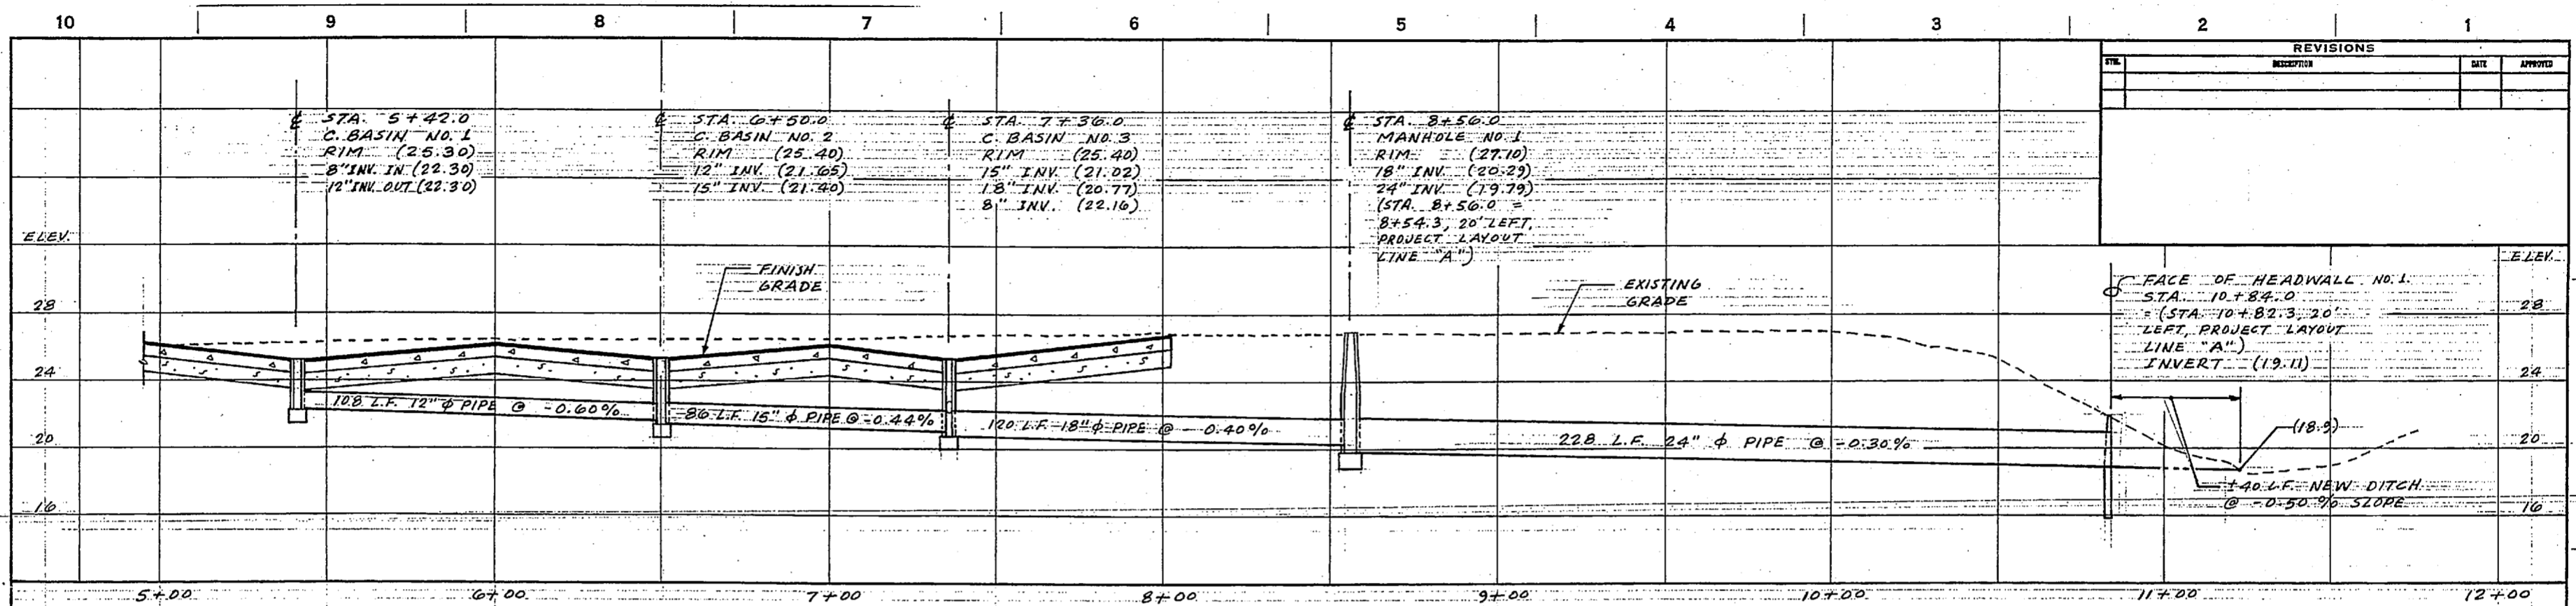 10 9 8 7 6 5 4 3 2 1
REVISIONS
SYM. DESCRIPTION DATE APPROVED
℄ STA. 5+42.0
C. BASIN NO. 1
RIM (25.30)
8" INV. IN (22.30)
12" INV. OUT (22.30)
℄ STA. 6+50.0
C. BASIN NO. 2
RIM (25.40)
12" INV. (21.65)
15" INV. (21.40)
℄ STA. 7+36.0
C. BASIN NO. 3
RIM (25.40)
15" INV. (21.02)
18" INV. (20.77)
8" INV. (22.16)
℄ STA. 8+56.0
MANHOLE NO. 1
RIM (27.10)
18" INV. (20.29)
24" INV. (19.79)
(STA. 8+56.0 =
8+54.3, 20' LEFT,
PROJECT LAYOUT
LINE "A")
ELEV.
28
24
20
16
FINISH
GRADE
EXISTING
GRADE
ELEV.
28
24
20
16
FACE OF HEADWALL NO. 1.
STA. 10+84.0
= (STA. 10+82.3, 20'
LEFT, PROJECT LAYOUT
LINE "A")
INVERT (19.11)
108 L.F. 12" φ PIPE @ -0.60%
86 L.F. 15" φ PIPE @ -0.44%
120 L.F. 18" φ PIPE @ -0.40%
228 L.F. 24" φ PIPE @ -0.30%
(18.9)
±40 L.F. NEW DITCH
@ -0.50% SLOPE
5+00 6+00 7+00 8+00 9+00 10+00 11+00 12+00